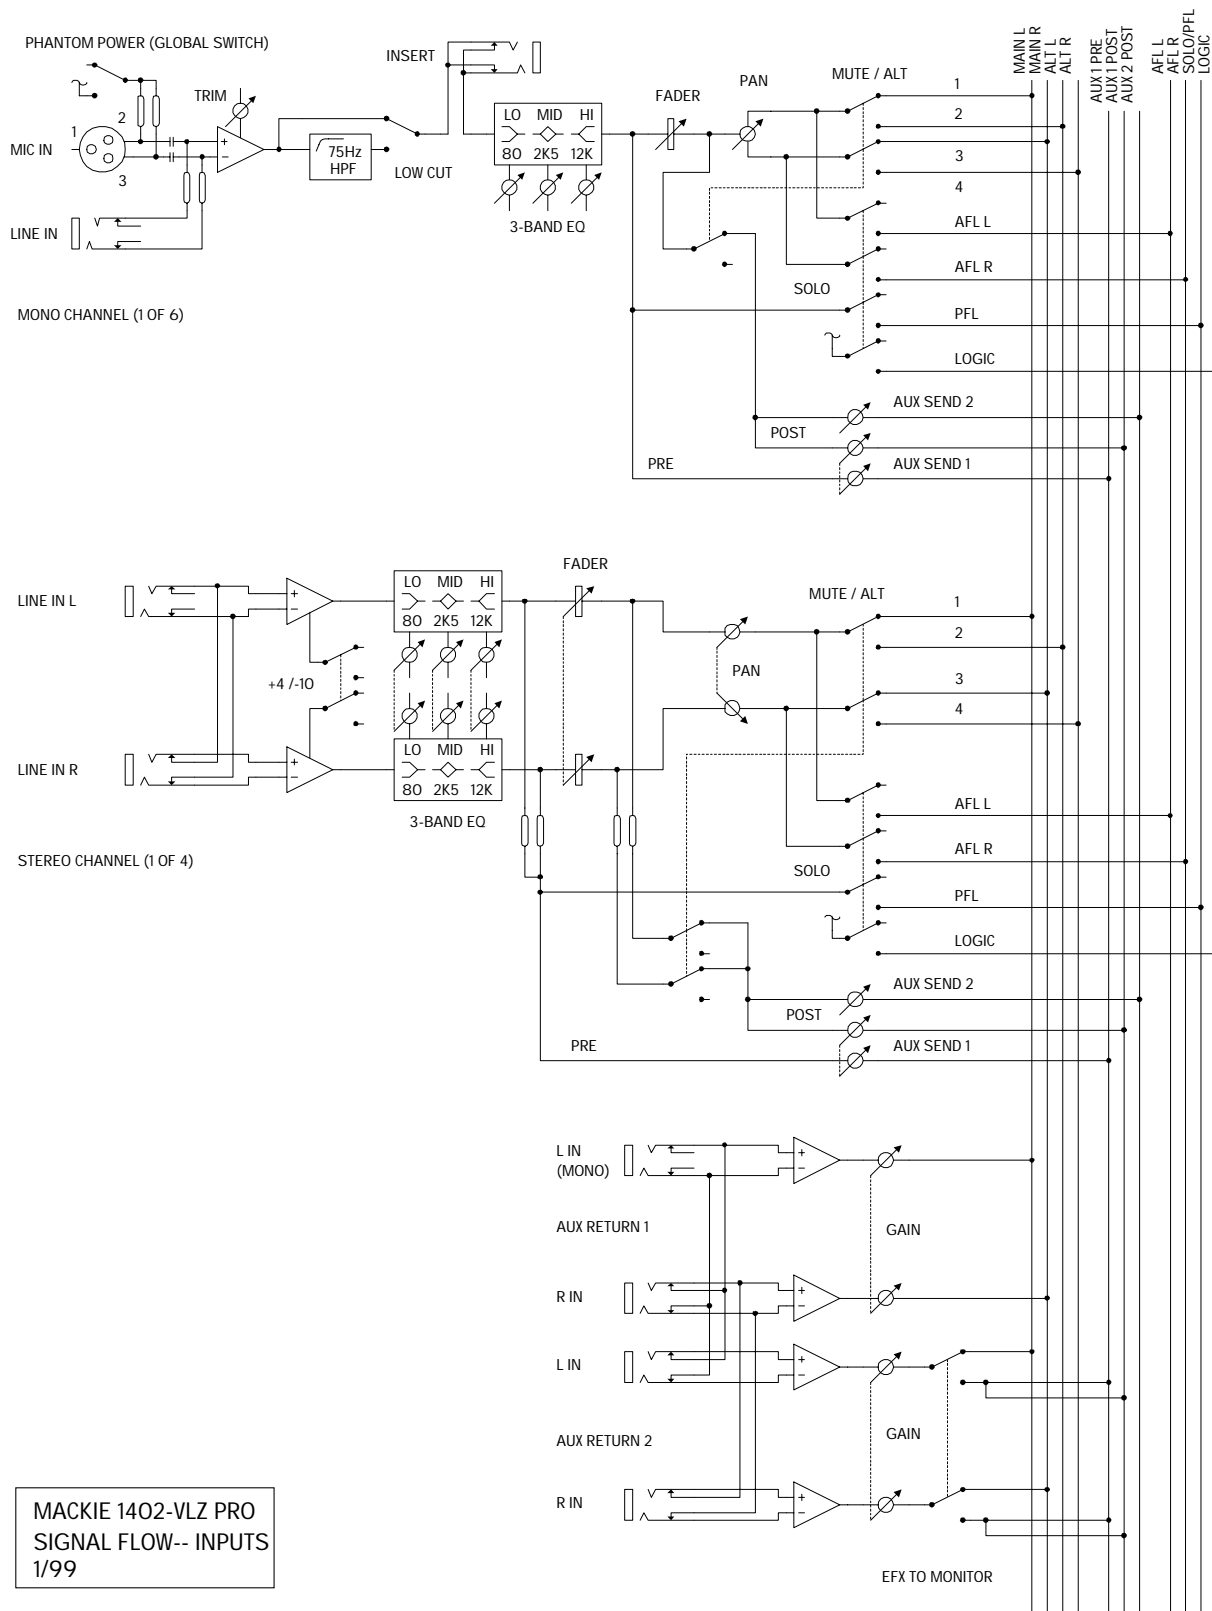 PHANTOM POWER (GLOBAL SWITCH)
INSERT
MAIN L
MAIN R
ALT L
ALT R
AUX 1 PRE
AUX 1 POST
AUX 2 POST
AFL L
AFL R
SOLO/PFL
LOGIC
TRIM
MIC IN
1
2
3
+
−
75Hz
HPF
LOW CUT
LO MID HI
80 2K5 12K
3-BAND EQ
FADER
PAN
MUTE / ALT
1
2
3
4
LINE IN
AFL L
AFL R
SOLO
PFL
LOGIC
MONO CHANNEL (1 OF 6)
AUX SEND 2
POST
PRE
AUX SEND 1
LINE IN L
+
−
LO MID HI
80 2K5 12K
FADER
MUTE / ALT
1
2
+4 /-10
PAN
3
4
LINE IN R
+
−
LO MID HI
80 2K5 12K
3-BAND EQ
AFL L
AFL R
STEREO CHANNEL (1 OF 4)
SOLO
PFL
LOGIC
AUX SEND 2
POST
PRE
AUX SEND 1
L IN
(MONO)
+
−
AUX RETURN 1
GAIN
R IN
+
−
L IN
+
−
AUX RETURN 2
GAIN
R IN
+
−
EFX TO MONITOR
MACKIE 1402-VLZ PRO
SIGNAL FLOW-- INPUTS
1/99